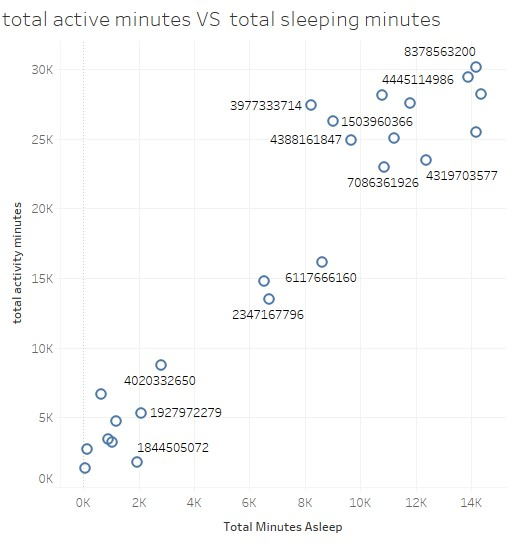 total active minutes VS  total sleeping minutes
8378563200
30K
4445114986
3977333714
1503960366
4388161847
25K
4319703577
7086361926
20K
total activity minutes
6117666160
15K
2347167796
10K
4020332650
1927972279
5K
1844505072
0K
0K 2K 4K 6K 8K 10K 12K 14K
Total Minutes Asleep